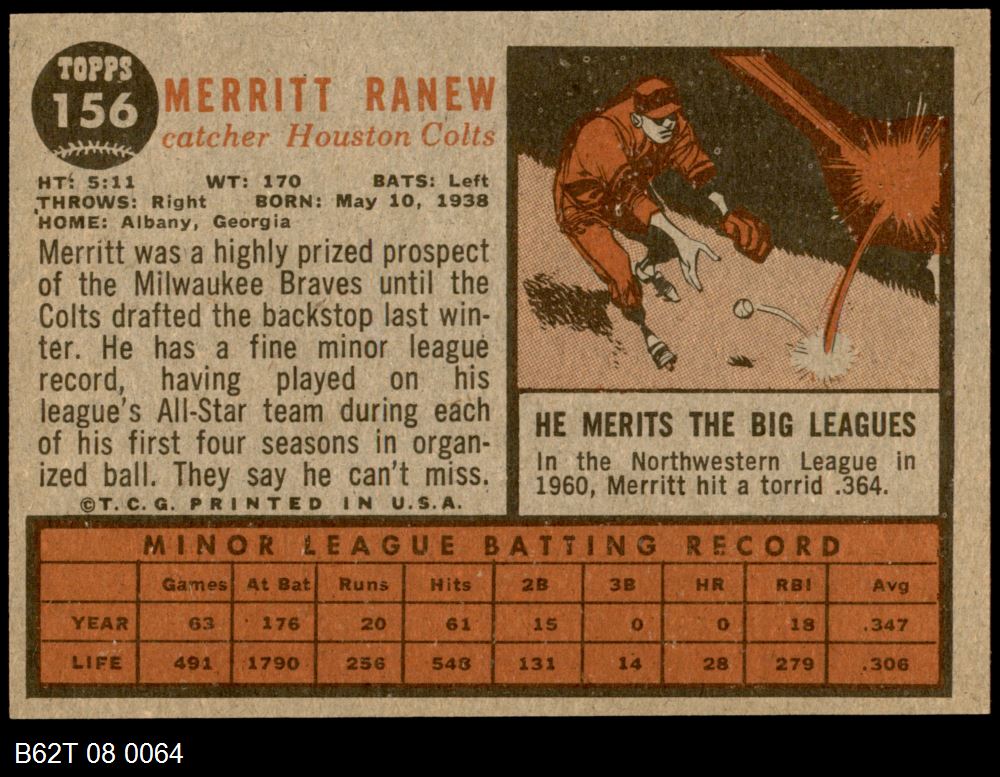 TOPPS
156
MERRITT RANEW
catcher Houston Colts
HT: 5:11 WT: 170 BATS: Left
THROWS: Right BORN: May 10, 1938
HOME: Albany, Georgia
Merritt was a highly prized prospect
of the Milwaukee Braves until the
Colts drafted the backstop last win-
ter. He has a fine minor league
record, having played on his
league's All-Star team during each
of his first four seasons in organ-
ized ball. They say he can't miss.
©T.C.G. PRINTED IN U.S.A.
HE MERITS THE BIG LEAGUES
In the Northwestern League in
1960, Merritt hit a torrid .364.
MINOR LEAGUE BATTING RECORD
Games At Bat Runs Hits 2B 3B HR RBI Avg
YEAR 63 176 20 61 15 0 0 18 .347
LIFE 491 1790 256 548 131 14 28 279 .306
B62T 08 0064